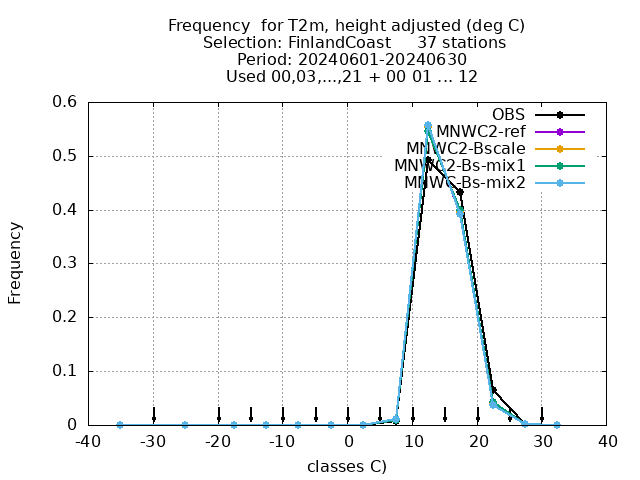 Frequency  for T2m, height adjusted (deg C)
Selection: FinlandCoast     37 stations
Period: 20240601-20240630
Used 00,03,...,21 + 00 01 ... 12
OBS
MNWC2-ref
MNWC2-Bscale
MNWC2-Bs-mix1
MNWC-Bs-mix2
Frequency
0.6
0.5
0.4
0.3
0.2
0.1
0
-40 -30 -20 -10 0 10 20 30 40
classes C)